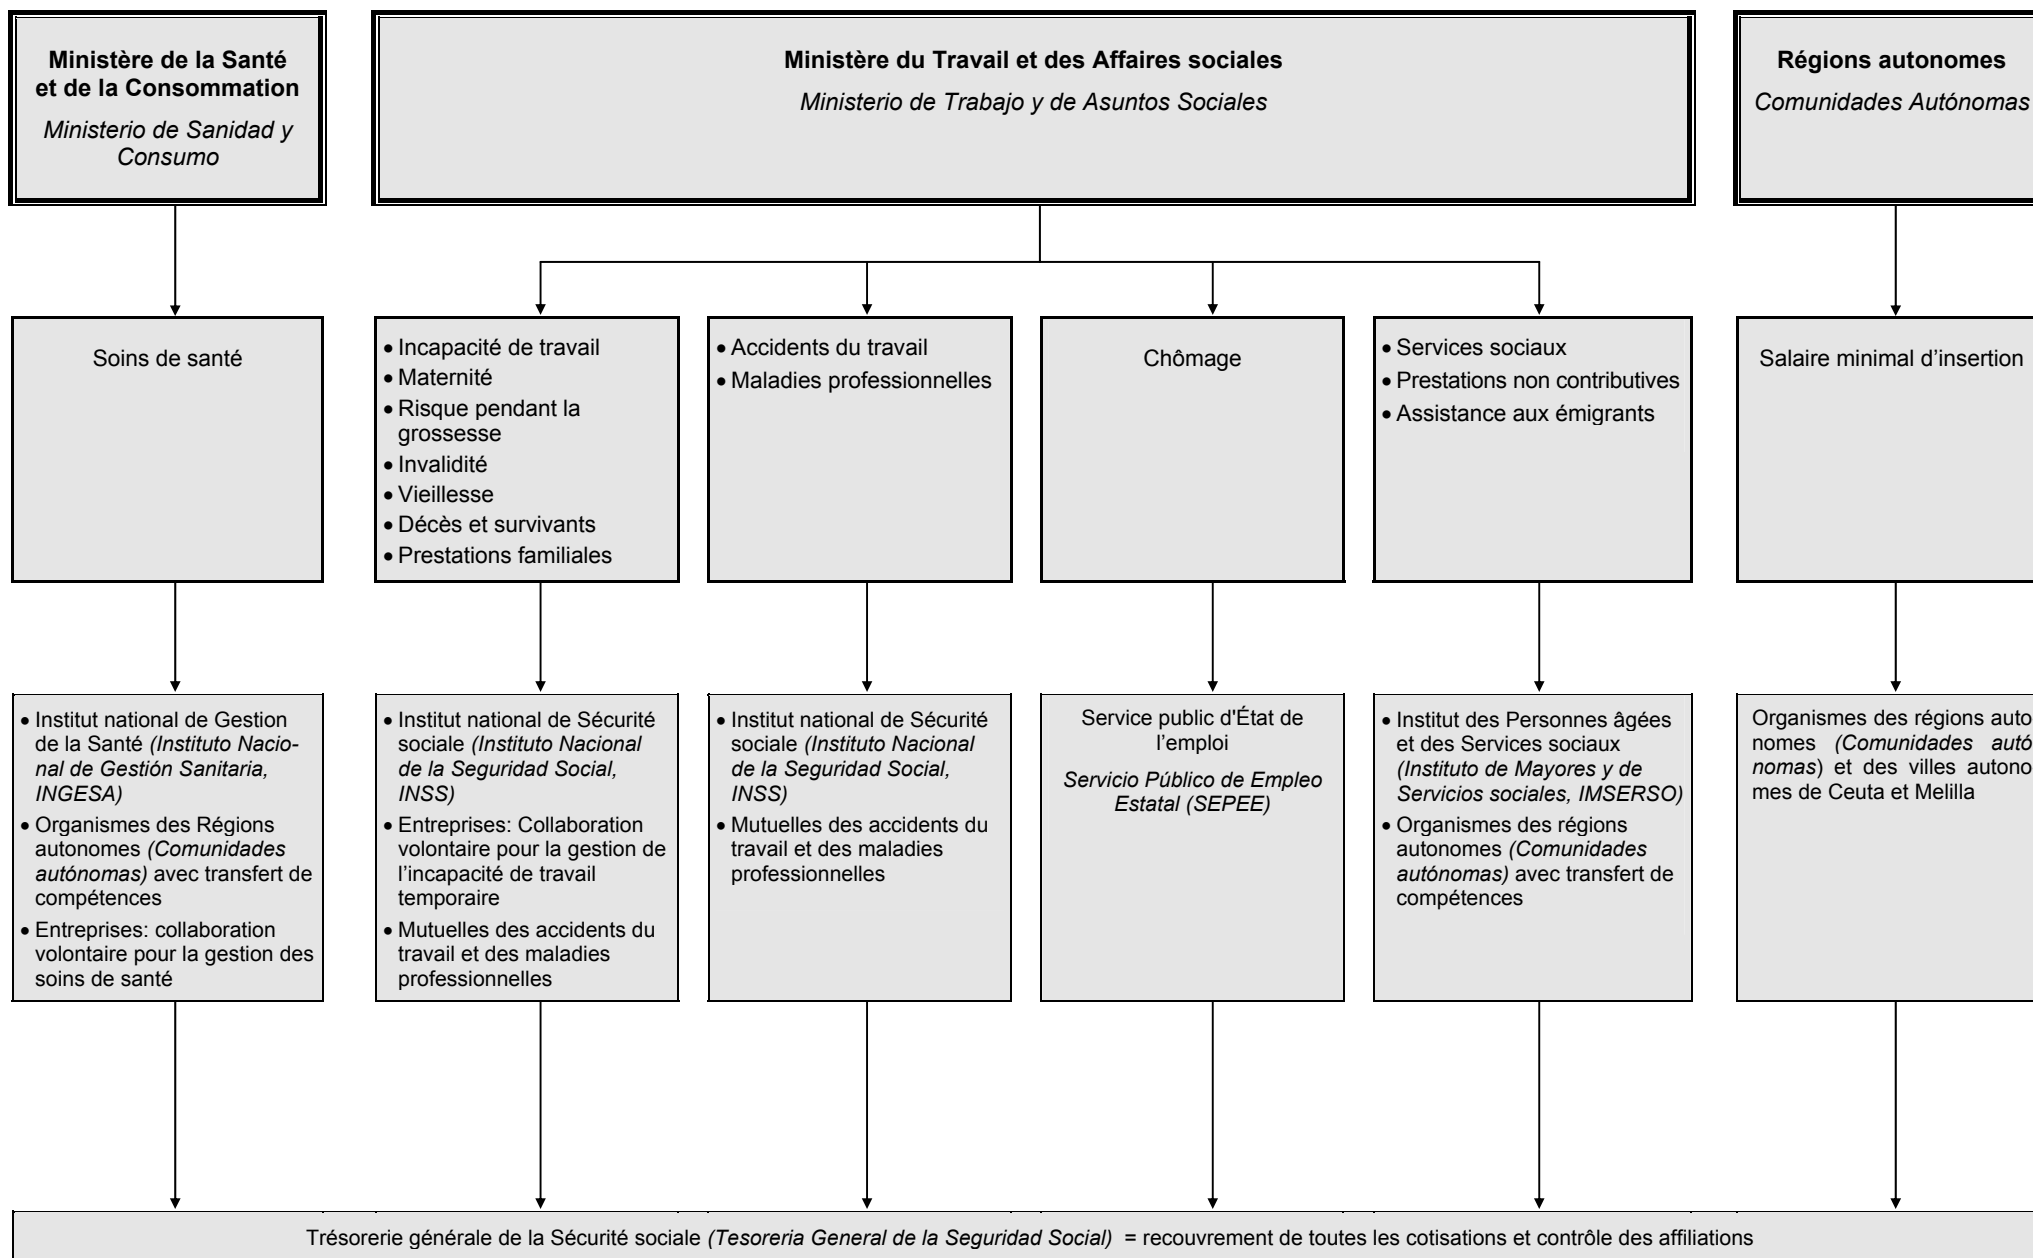 Ministère de la Santé
et de la Consommation
Ministerio de Sanidad y
Consumo
Ministère du Travail et des Affaires sociales
Ministerio de Trabajo y de Asuntos Sociales
Régions autonomes
Comunidades Autónomas
Soins de santé
• Incapacité de travail
• Maternité
• Risque pendant la
grossesse
• Invalidité
• Vieillesse
• Décès et survivants
• Prestations familiales
• Accidents du travail
• Maladies professionnelles
Chômage
• Services sociaux
• Prestations non contributives
• Assistance aux émigrants
Salaire minimal d’insertion
• Institut national de Gestion
de la Santé (Instituto Nacio-
nal de Gestión Sanitaria,
INGESA)
• Organismes des Régions
autonomes (Comunidades
autónomas) avec transfert de
compétences
• Entreprises: collaboration
volontaire pour la gestion des
soins de santé
• Institut national de Sécurité
sociale (Instituto Nacional
de la Seguridad Social,
INSS)
• Entreprises: Collaboration
volontaire pour la gestion de
l’incapacité de travail
temporaire
• Mutuelles des accidents du
travail et des maladies
professionnelles
• Institut national de Sécurité
sociale (Instituto Nacional
de la Seguridad Social,
INSS)
• Mutuelles des accidents du
travail et des maladies
professionnelles
Service public d'État de
l’emploi
Servicio Público de Empleo
Estatal (SEPEE)
• Institut des Personnes âgées
et des Services sociaux
(Instituto de Mayores y de
Servicios sociales, IMSERSO)
• Organismes des régions
autonomes (Comunidades
autónomas) avec transfert de
compétences
Organismes des régions auto
nomes (Comunidades autó
nomas) et des villes autono
mes de Ceuta et Melilla
Trésorerie générale de la Sécurité sociale (Tesoreria General de la Seguridad Social) = recouvrement de toutes les cotisations et contrôle des affiliations